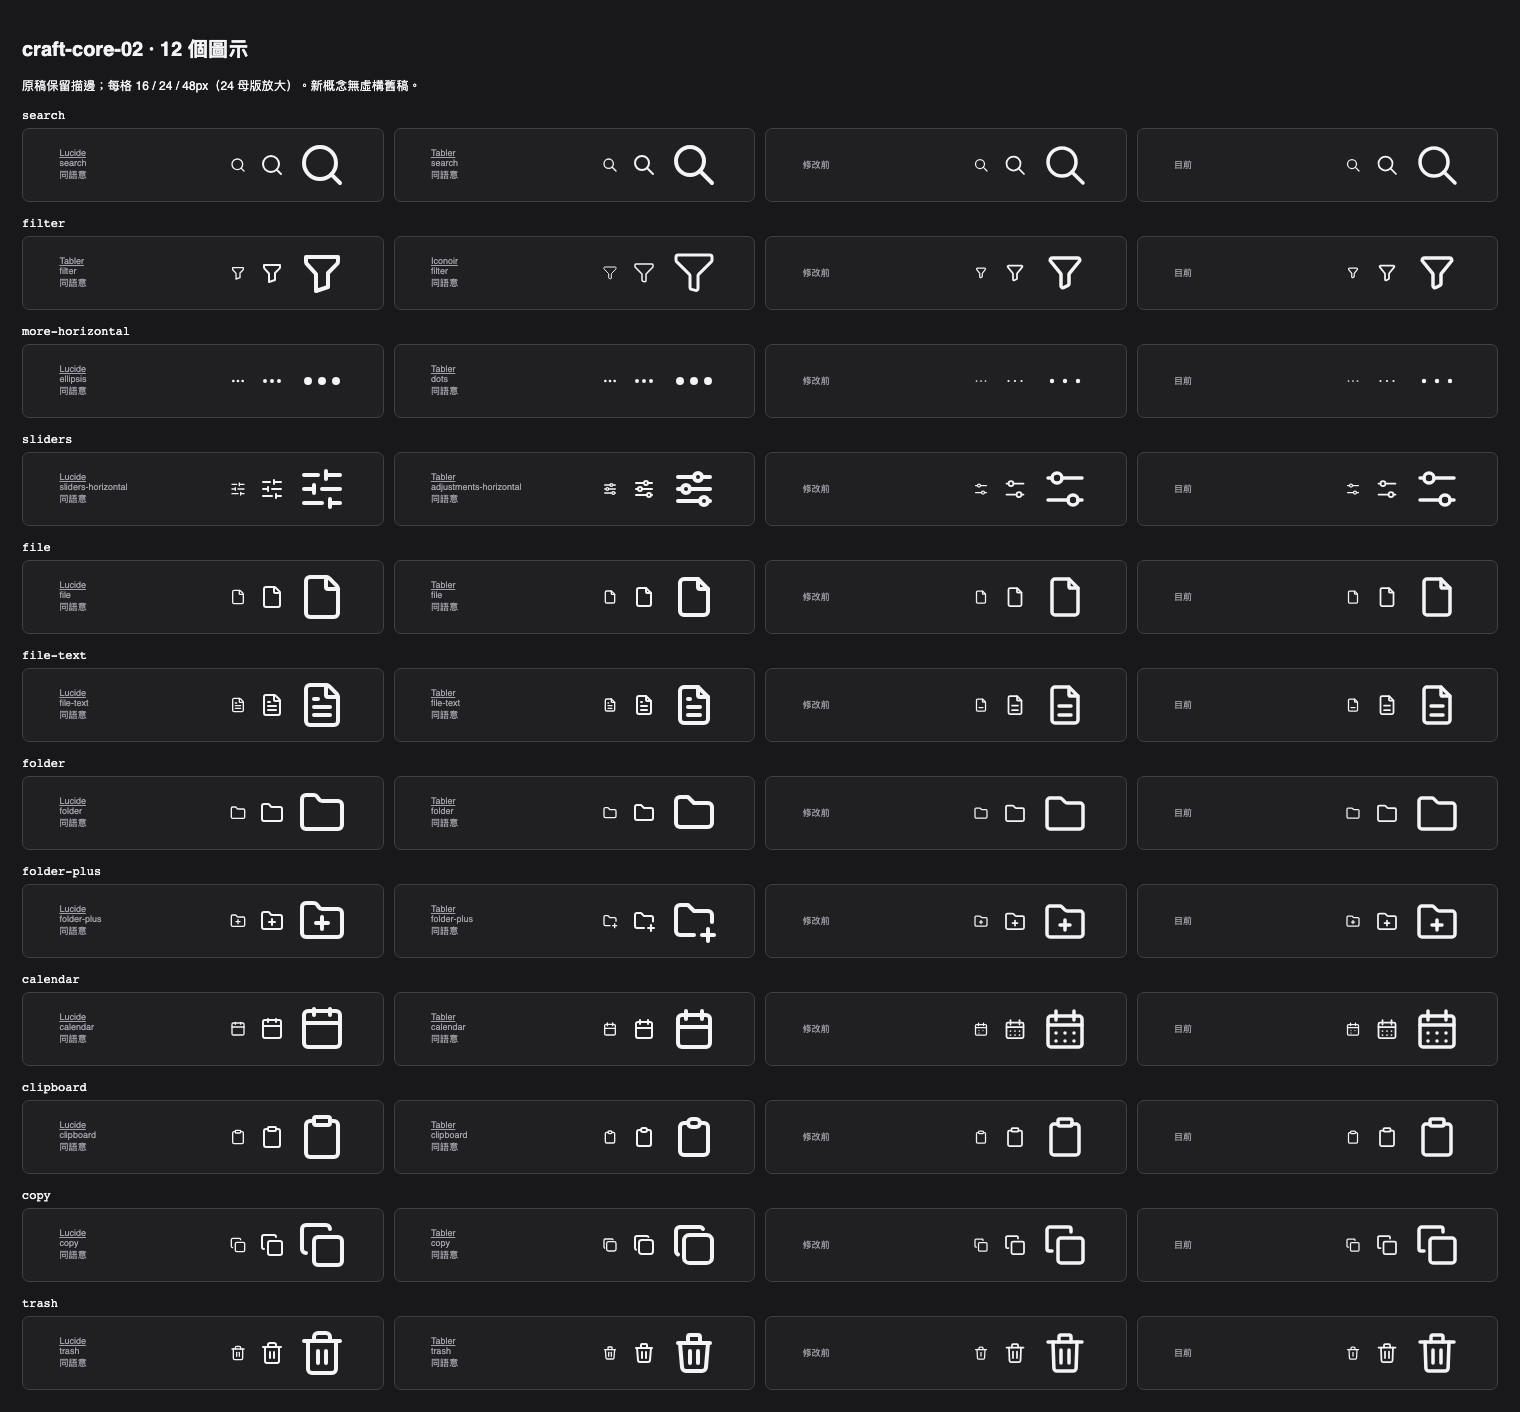 craft-core-02 · 12 個圖示
原稿保留描邊；每格 16 / 24 / 48px（24 母版放大）。新概念無虛構舊稿。
search
Lucide
search
同語意
Tabler
search
同語意
修改前
目前
filter
Tabler
filter
同語意
Iconoir
filter
同語意
修改前
目前
more-horizontal
Lucide
ellipsis
同語意
Tabler
dots
同語意
修改前
目前
sliders
Lucide
sliders-horizontal
同語意
Tabler
adjustments-horizontal
同語意
修改前
目前
file
Lucide
file
同語意
Tabler
file
同語意
修改前
目前
file-text
Lucide
file-text
同語意
Tabler
file-text
同語意
修改前
目前
folder
Lucide
folder
同語意
Tabler
folder
同語意
修改前
目前
folder-plus
Lucide
folder-plus
同語意
Tabler
folder-plus
同語意
修改前
目前
calendar
Lucide
calendar
同語意
Tabler
calendar
同語意
修改前
目前
clipboard
Lucide
clipboard
同語意
Tabler
clipboard
同語意
修改前
目前
copy
Lucide
copy
同語意
Tabler
copy
同語意
修改前
目前
trash
Lucide
trash
同語意
Tabler
trash
同語意
修改前
目前